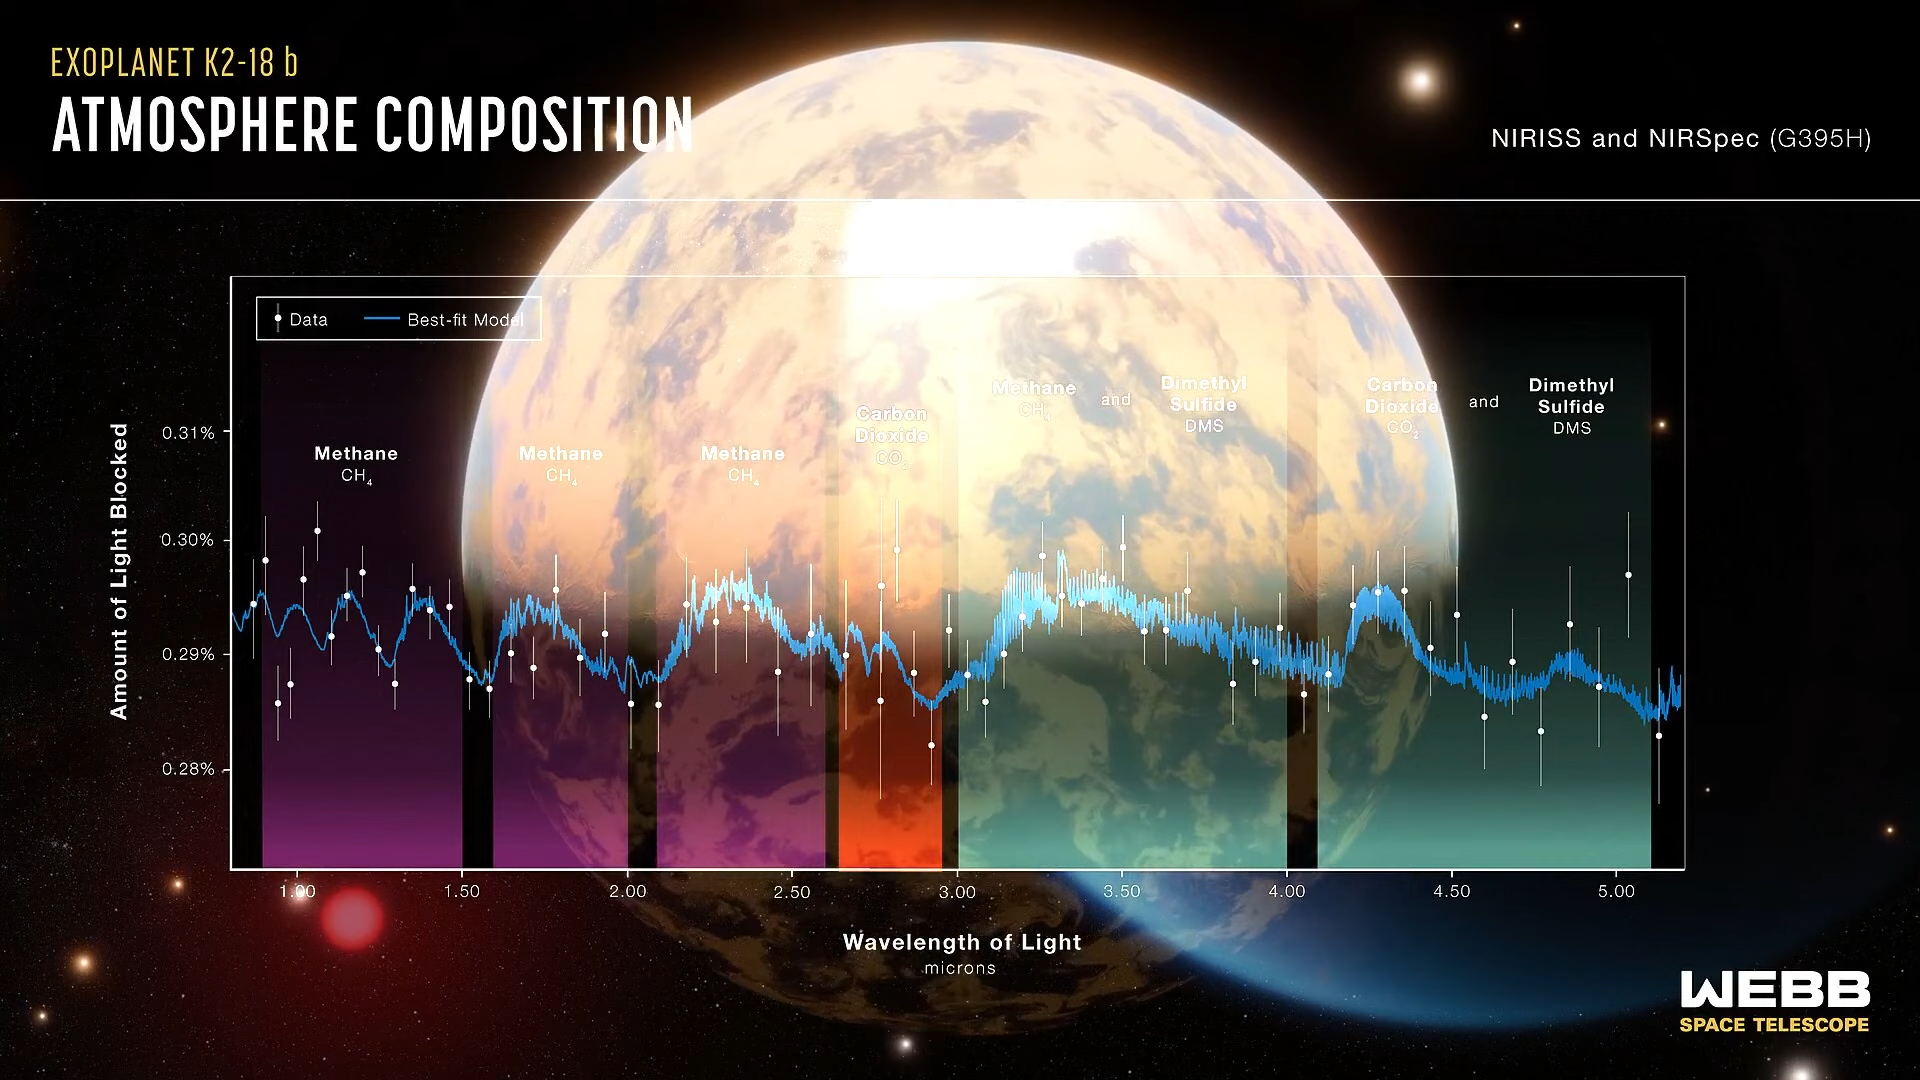 EXOPLANET K2-18 b
ATMOSPHERE COMPOSITION
NIRISS and NIRSpec (G395H)
Data
Best-fit Model
Amount of Light Blocked
0.31%
0.30%
0.29%
0.28%
Methane
CH₄
Methane
CH₄
Methane
CH₄
Carbon
Dioxide
CO₂
Methane
CH₄
and
Dimethyl
Sulfide
DMS
Carbon
Dioxide
CO₂
and
Dimethyl
Sulfide
DMS
1.00
1.50
2.00
2.50
3.00
3.50
4.00
4.50
5.00
Wavelength of Light
microns
WEBB
SPACE TELESCOPE